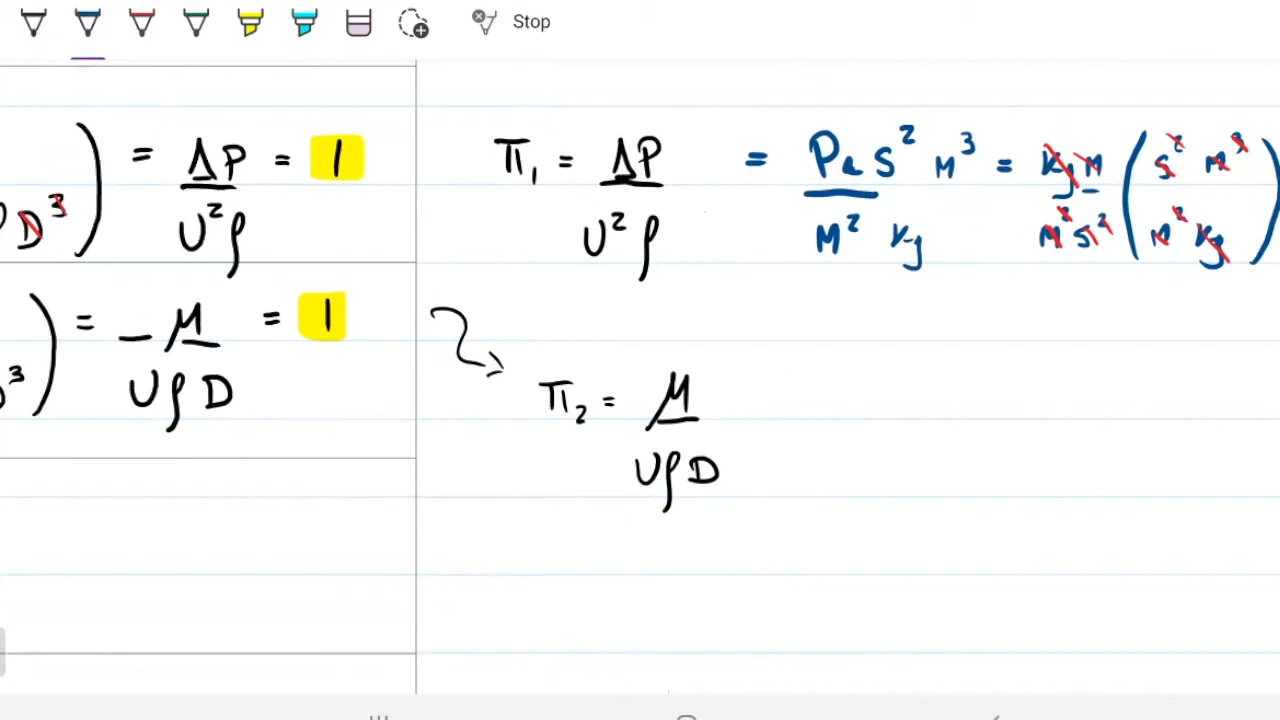 Stop
D³) = ΔP / U²ρ = 1
³) = μ / UρD = 1
π₁ = ΔP / U²ρ = Pa s² m³ / m² kg = kg m / m² s² (s² m³ / m² kg)
π₂ = μ / UρD